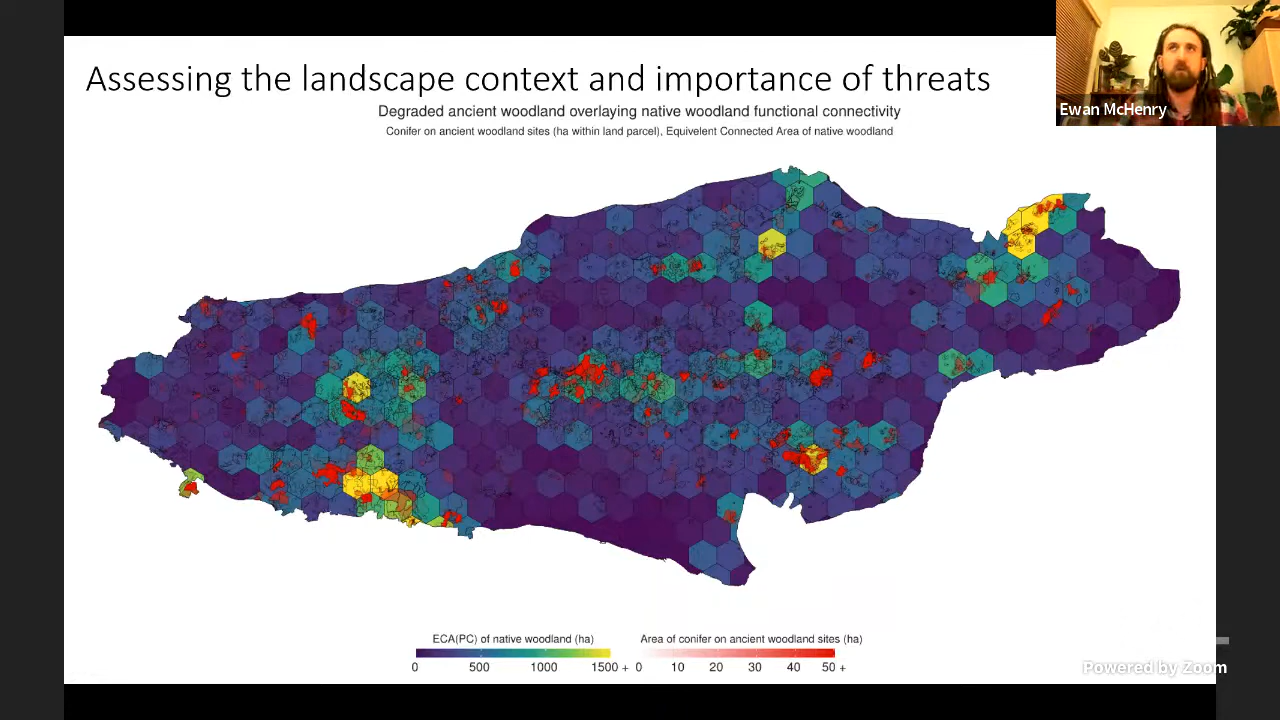 Assessing the landscape context and importance of threats
Degraded ancient woodland overlaying native woodland functional connectivity
Conifer on ancient woodland sites (ha within land parcel), Equivelent Connected Area of native woodland
Ewan McHenry
ECA(PC) of native woodland (ha)
0 500 1000 1500 +
Area of conifer on ancient woodland sites (ha)
0 10 20 30 40 50 +
Powered by Zoom